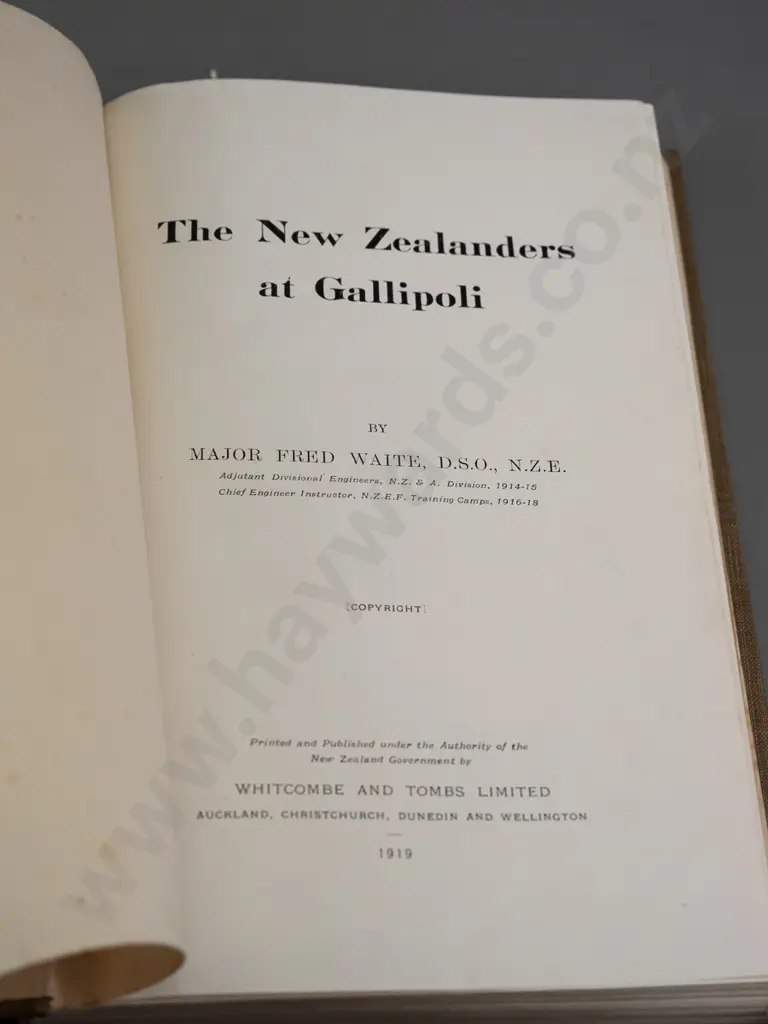 The New Zealanders
at Gallipoli
BY
MAJOR FRED WAITE, D.S.O., N.Z.E.
Adjutant Divisional Engineers, N.Z. & A. Division, 1914-15
Chief Engineer Instructor, N.Z.E.F. Training Camps, 1916-18
[COPYRIGHT]
Printed and Published under the Authority of the
New Zealand Government by
WHITCOMBE AND TOMBS LIMITED
AUCKLAND, CHRISTCHURCH, DUNEDIN AND WELLINGTON
1919
www.haywards.co.nz